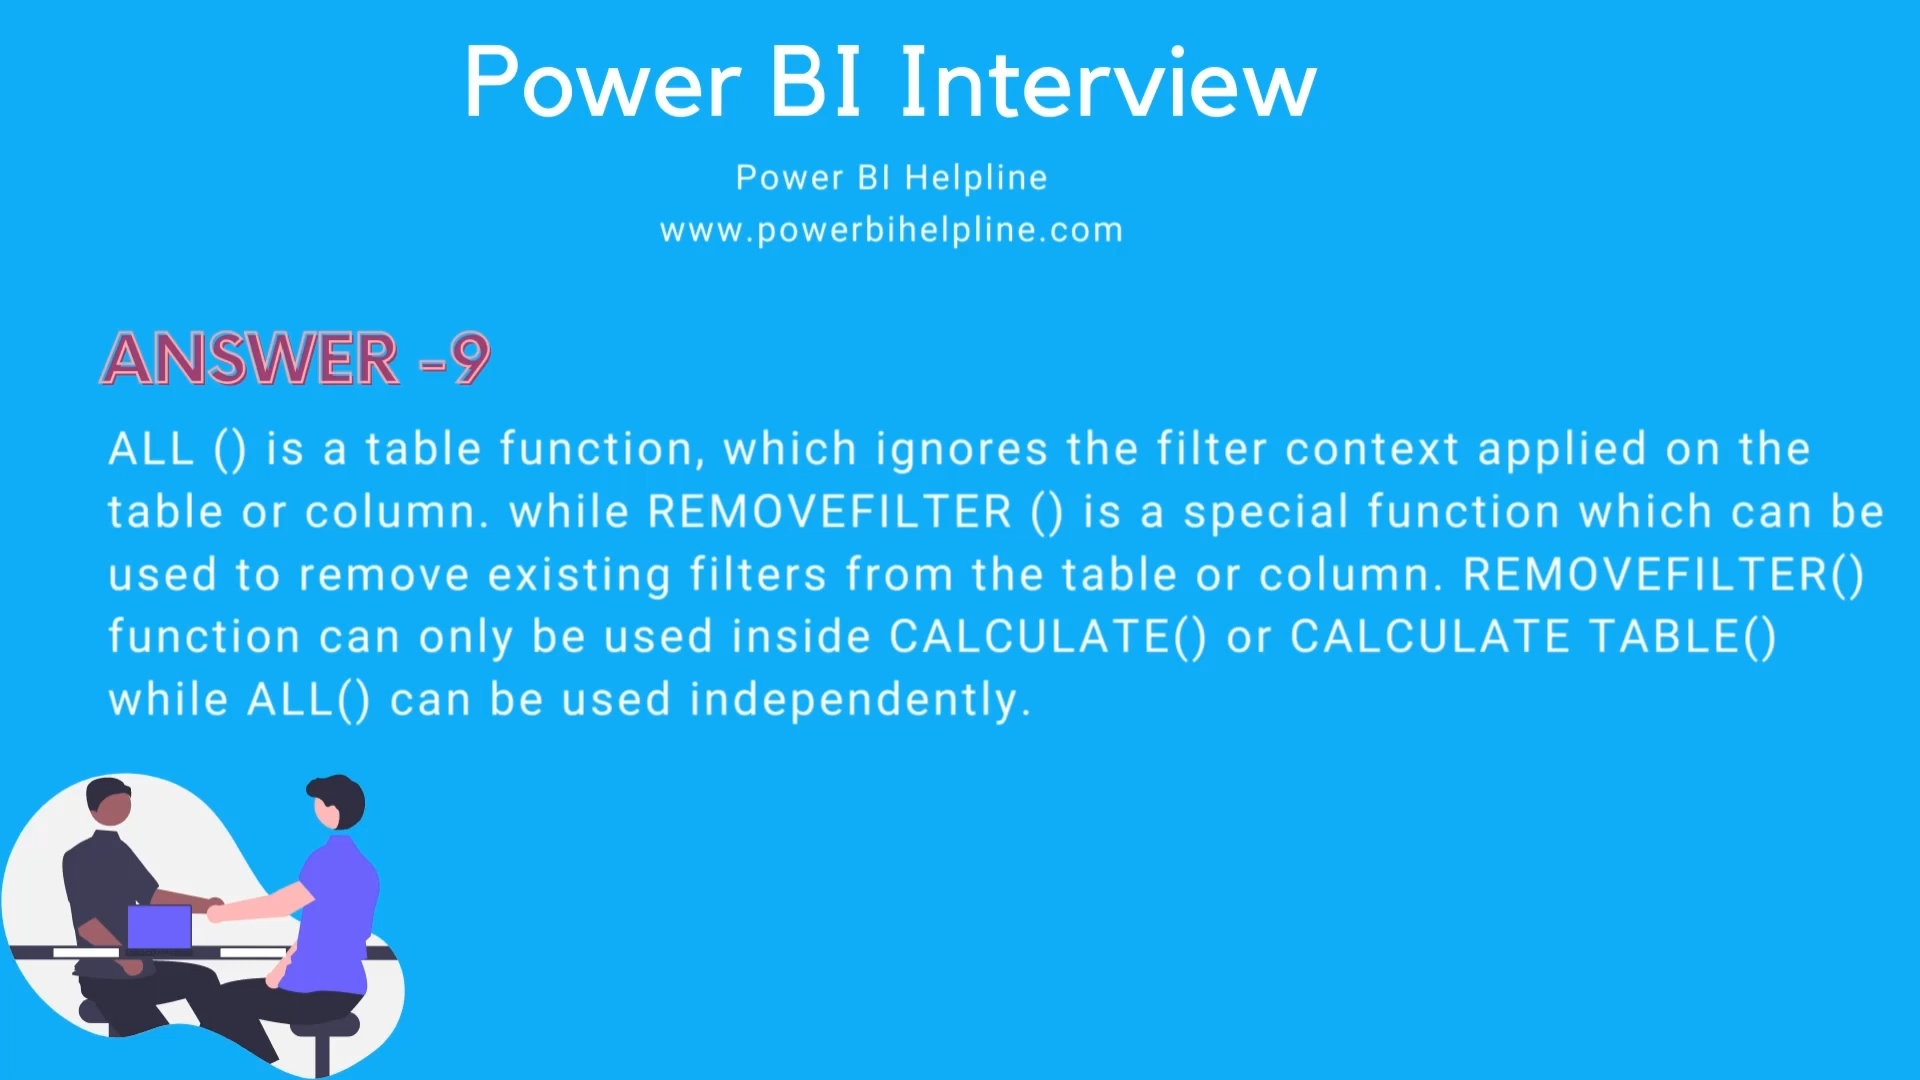 Power BI Interview
Power BI Helpline
www.powerbihelpline.com
ANSWER -9
ALL () is a table function, which ignores the filter context applied on the
table or column. while REMOVEFILTER () is a special function which can be
used to remove existing filters from the table or column. REMOVEFILTER()
function can only be used inside CALCULATE() or CALCULATE TABLE()
while ALL() can be used independently.